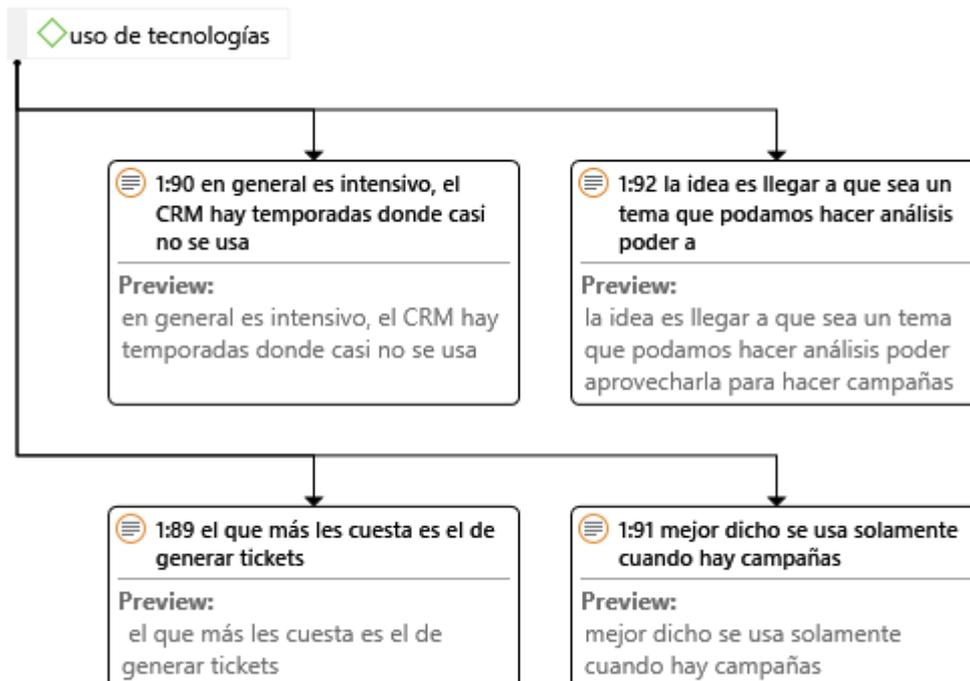 uso de tecnologías
1:90 en general es intensivo, el
CRM hay temporadas donde casi
no se usa
Preview:
en general es intensivo, el CRM hay
temporadas donde casi no se usa
1:92 la idea es llegar a que sea un
tema que podamos hacer análisis
poder a
Preview:
la idea es llegar a que sea un tema
que podamos hacer análisis poder
aprovecharla para hacer campañas
1:89 el que más les cuesta es el de
generar tickets
Preview:
el que más les cuesta es el de
generar tickets
1:91 mejor dicho se usa solamente
cuando hay campañas
Preview:
mejor dicho se usa solamente
cuando hay campañas